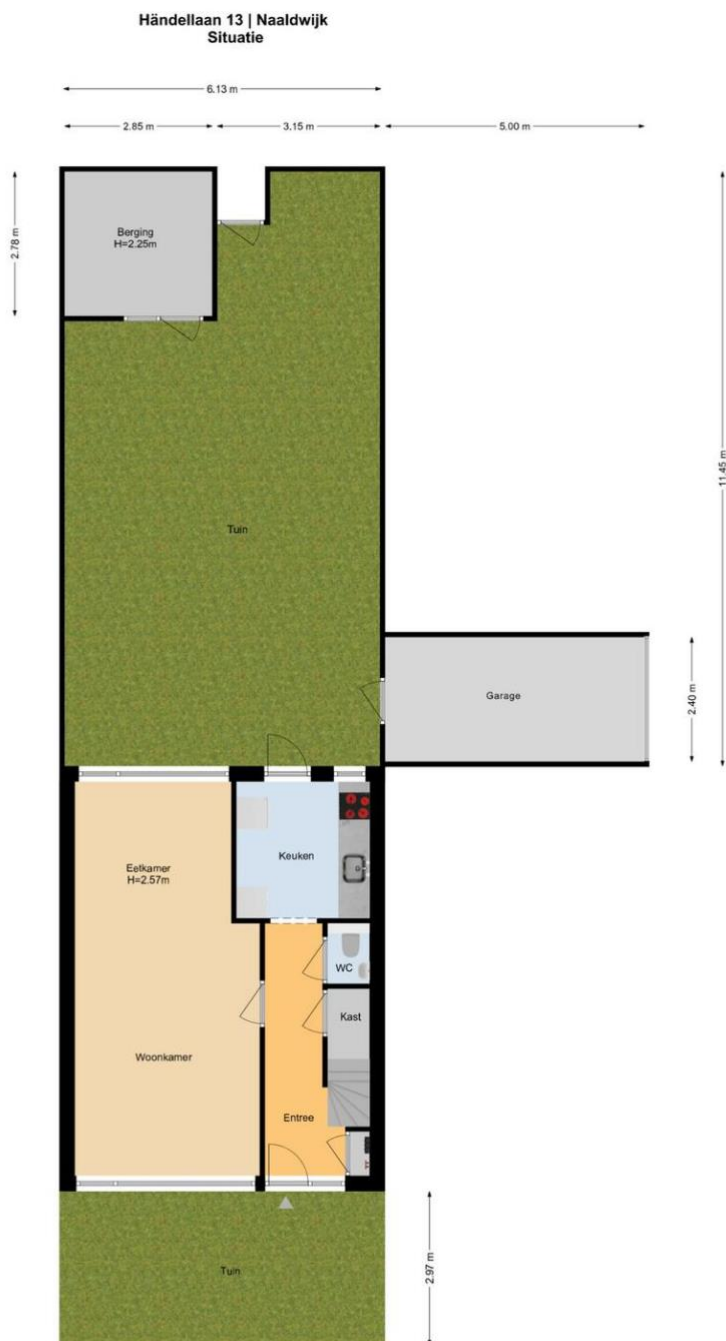 Händellaan 13 | Naaldwijk
Situatie
6.13 m
2.85 m
3.15 m
5.00 m
2.78 m
Berging
H=2.25m
11.45 m
Tuin
Garage
2.40 m
Eetkamer
H=2.57m
Keuken
WC
Kast
Woonkamer
Entree
Tuin
2.97 m